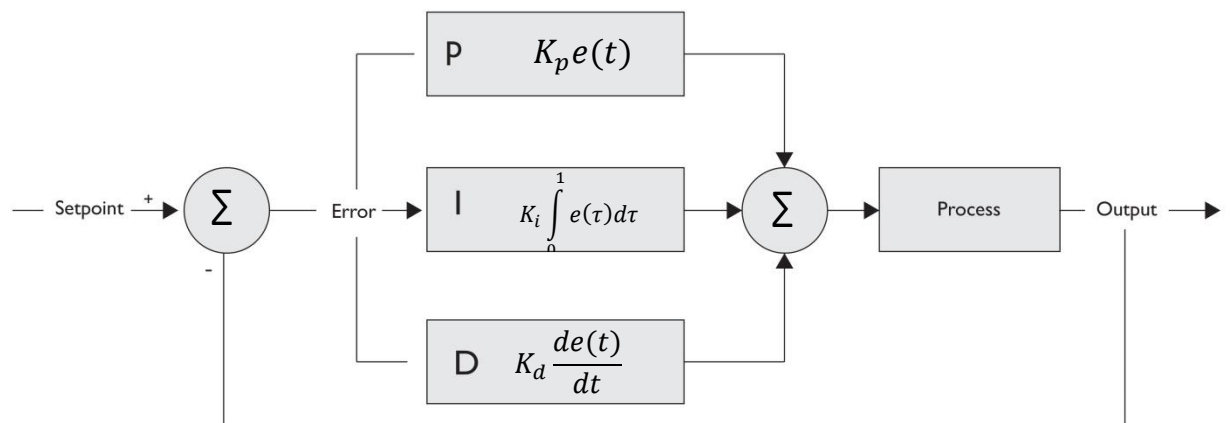 P K_p e(t)
Setpoint
+
-
Σ
Error
I K_i ∫_0^1 e(τ)dτ
Σ
Process
Output
D K_d de(t)/dt